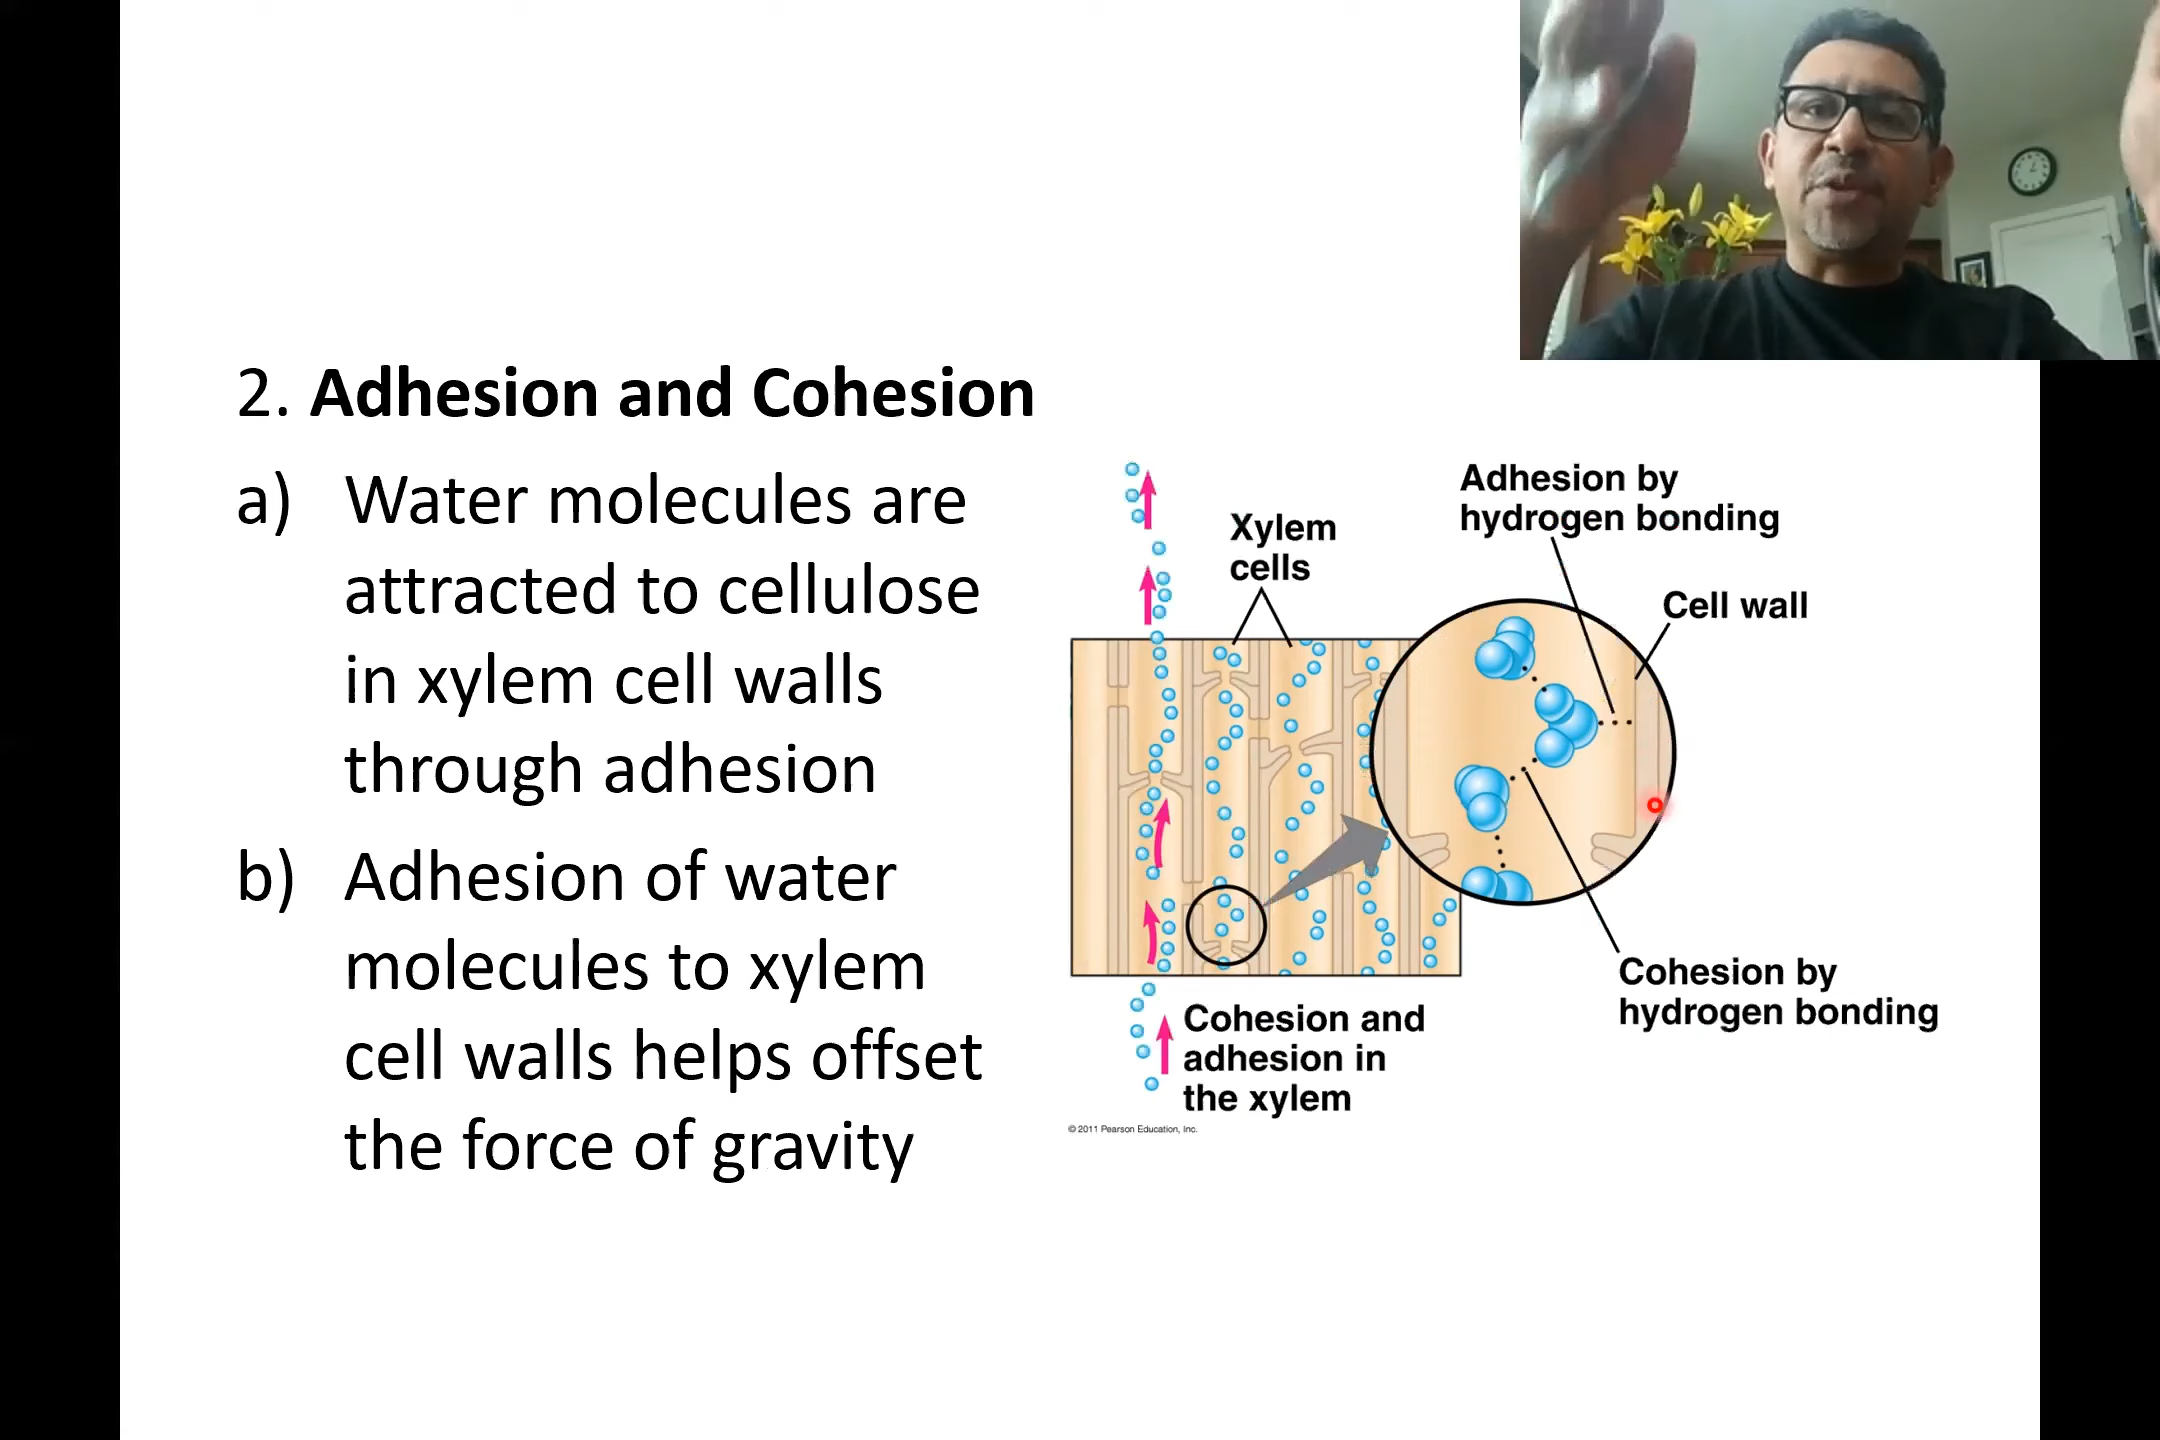 2. Adhesion and Cohesion
a) Water molecules are
attracted to cellulose
in xylem cell walls
through adhesion
b) Adhesion of water
molecules to xylem
cell walls helps offset
the force of gravity
Adhesion by
hydrogen bonding
Xylem
cells
Cell wall
Cohesion by
hydrogen bonding
Cohesion and
adhesion in
the xylem
© 2011 Pearson Education, Inc.